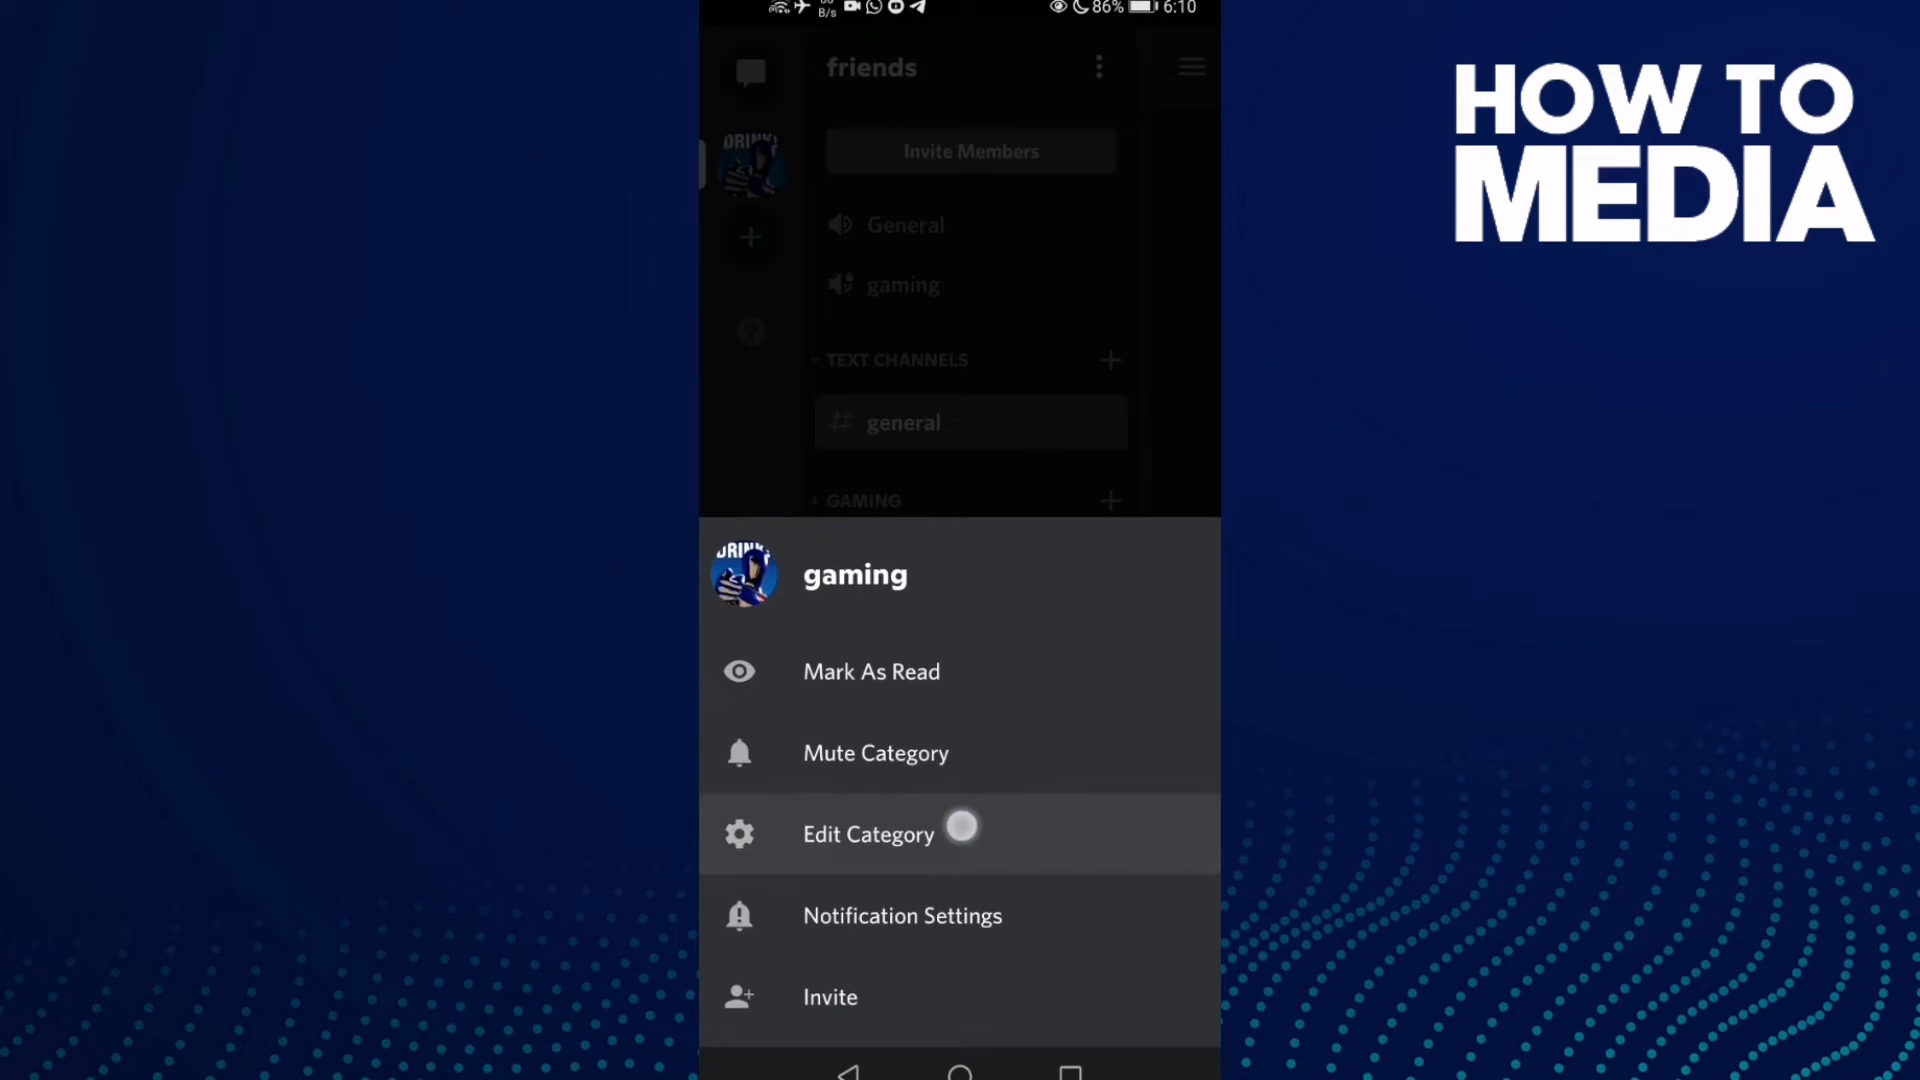 B/s 86% 6:10
friends
Invite Members
General
gaming
TEXT CHANNELS
general
GAMING
gaming
Mark As Read
Mute Category
Edit Category
Notification Settings
Invite
HOW TO
MEDIA